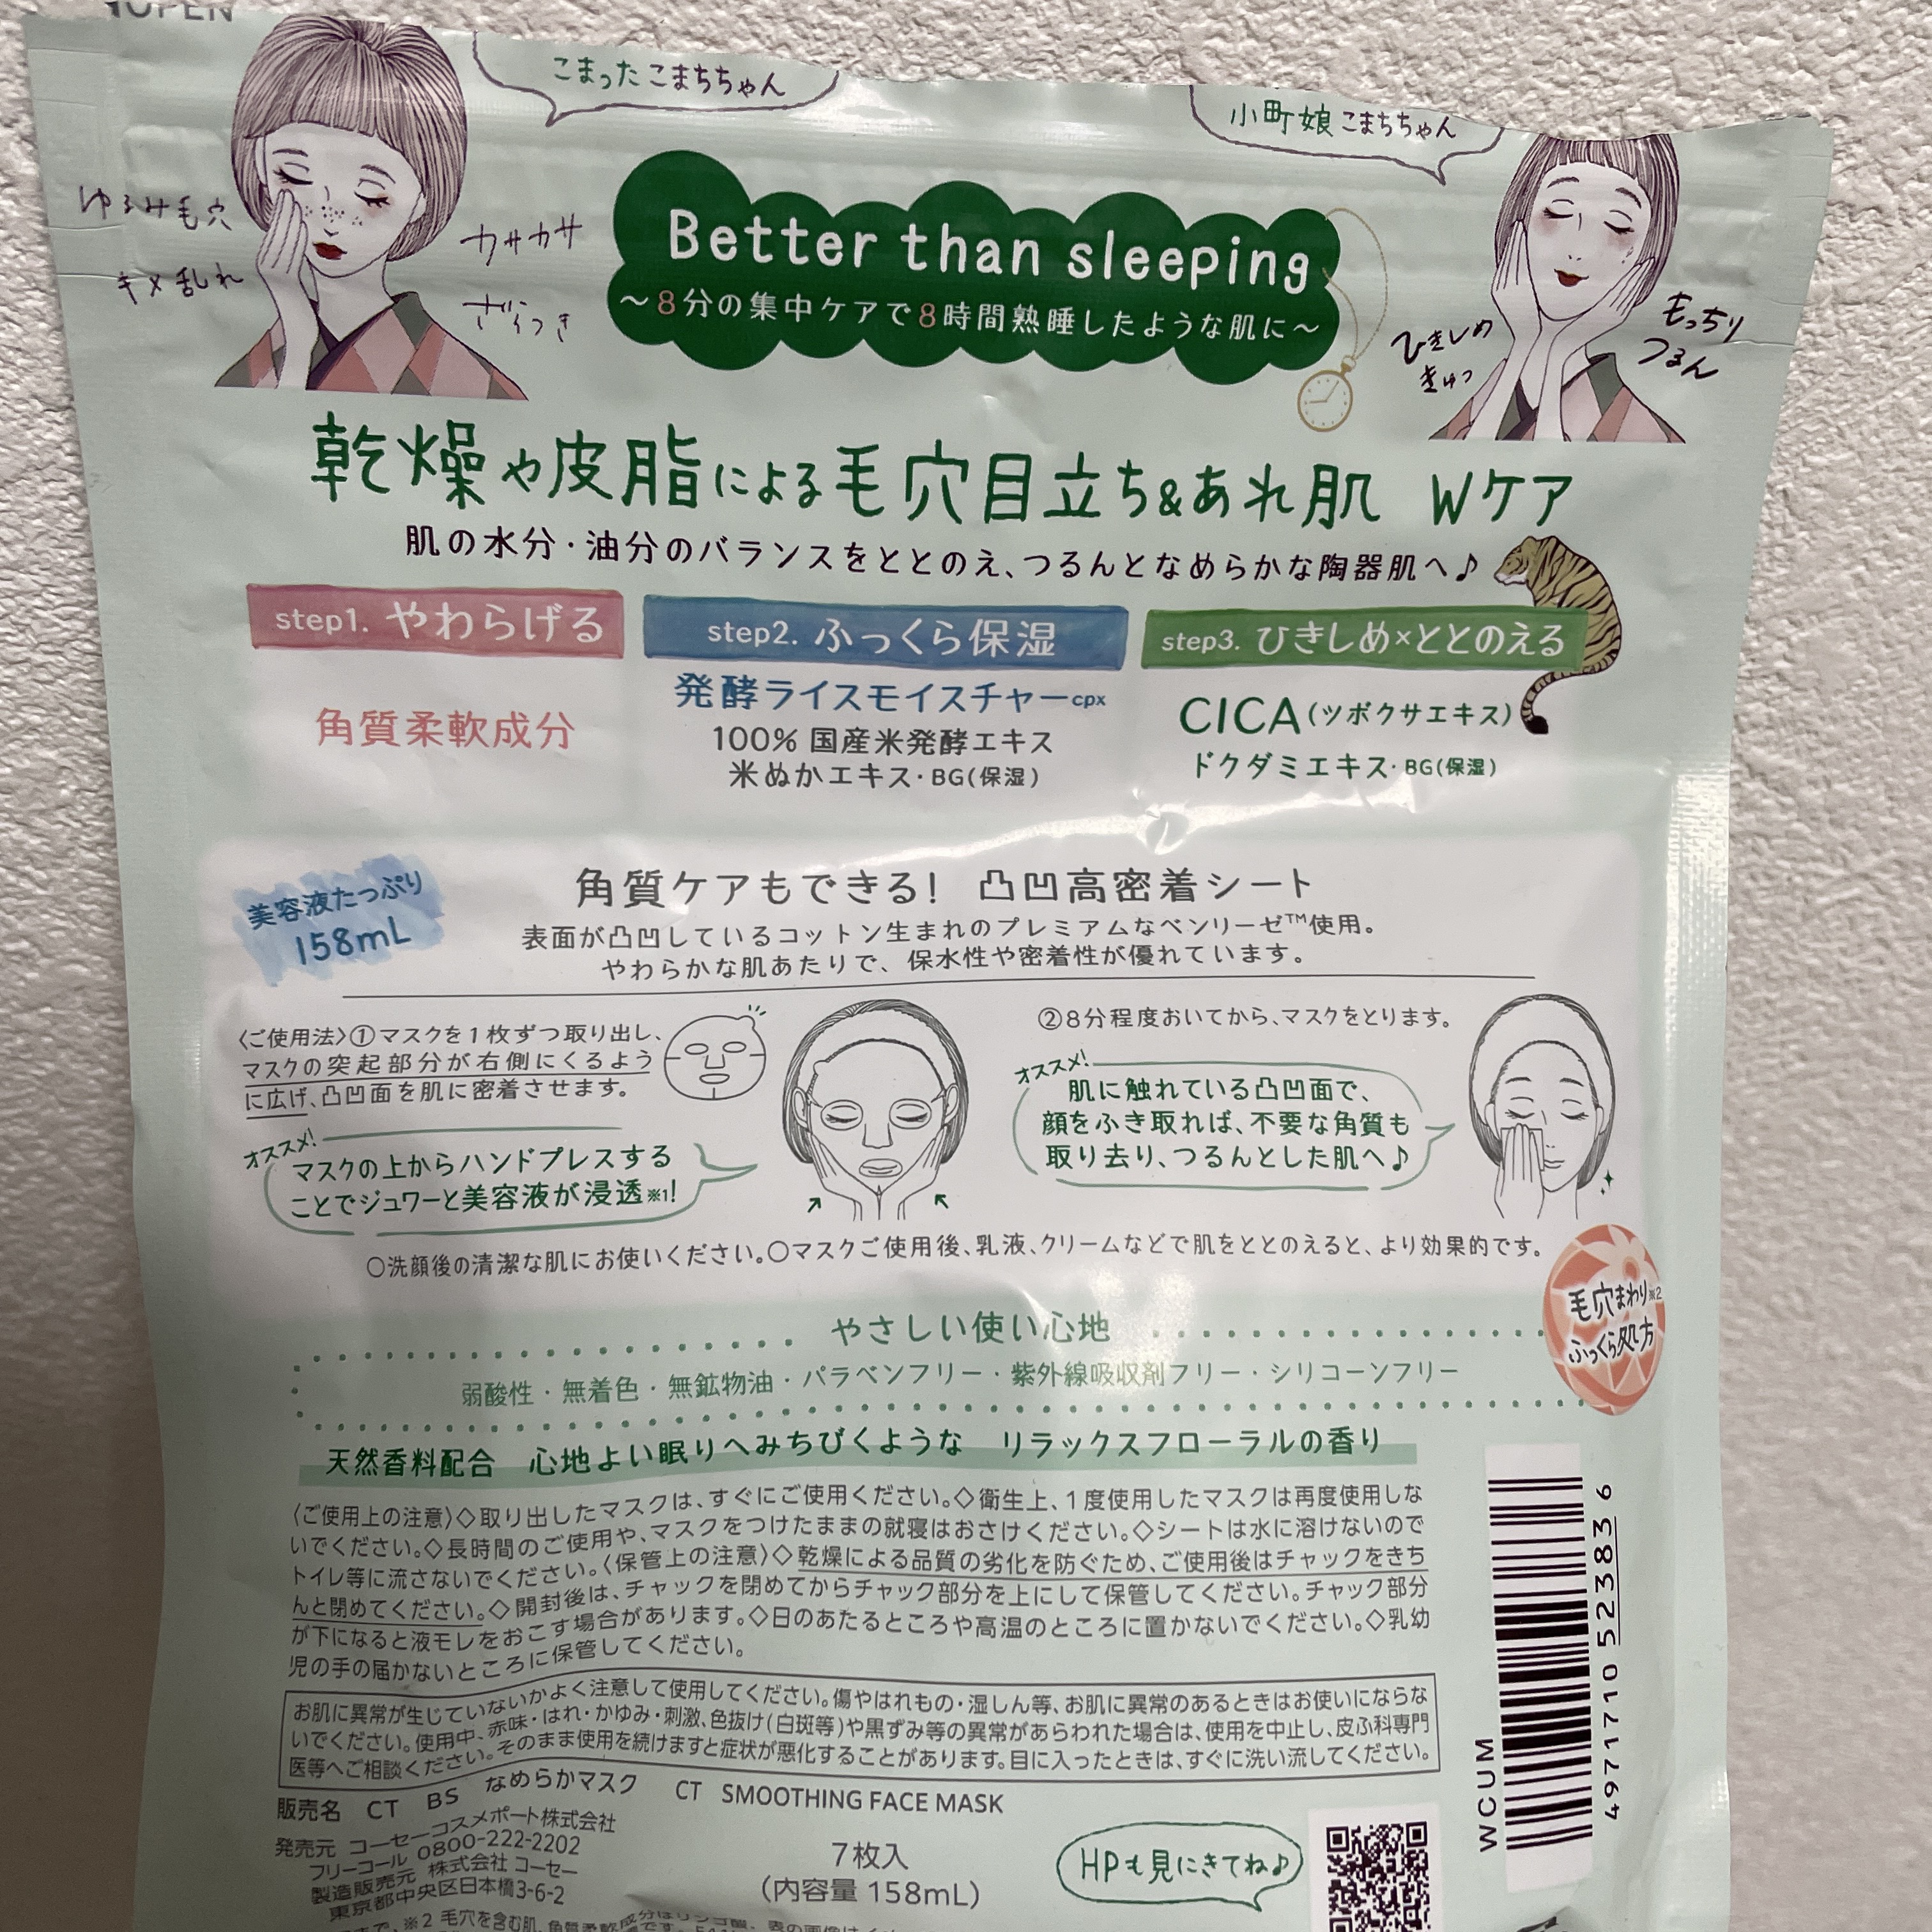 OPEN
こまった こまちちゃん
小町娘 こまちちゃん
ゆるみ毛穴
キメ乱れ
カサカサ
ざらつき
Better than sleeping
～8分の集中ケアで8時間熟睡したような肌に～
ひきしめ
きゅっ
もっちり
つるん
乾燥や皮脂による毛穴目立ち&あれ肌 Wケア
肌の水分・油分のバランスをととのえ、つるんとなめらかな陶器肌へ♪
step1. やわらげる
角質柔軟成分
step2. ふっくら保湿
発酵ライスモイスチャーcpx
100% 国産米発酵エキス
米ぬかエキス・BG(保湿)
step3. ひきしめ×ととのえる
CICA(ツボクサエキス)
ドクダミエキス・BG(保湿)
美容液たっぷり
158mL
角質ケアもできる! 凸凹高密着シート
表面が凸凹しているコットン生まれのプレミアムなベンリーゼ™使用。
やわらかな肌あたりで、保水性や密着性が優れています。
〈ご使用法〉①マスクを1枚ずつ取り出し、
マスクの突起部分が右側にくるよう
に広げ、凸凹面を肌に密着させます。
オススメ!
マスクの上からハンドプレスする
ことでジュワーと美容液が浸透※1!
②8分程度おいてから、マスクをとります。
オススメ!
肌に触れている凸凹面で、
顔をふき取れば、不要な角質も
取り去り、つるんとした肌へ♪
○洗顔後の清潔な肌にお使いください。○マスクご使用後、乳液、クリームなどで肌をととのえると、より効果的です。
毛穴まわり※2
ふっくら処方
やさしい使い心地
弱酸性・無着色・無鉱物油・パラベンフリー・紫外線吸収剤フリー・シリコーンフリー
天然香料配合 心地よい眠りへみちびくような リラックスフローラルの香り
〈ご使用上の注意〉◇取り出したマスクは、すぐにご使用ください。◇衛生上、1度使用したマスクは再度使用しな
いでください。◇長時間のご使用や、マスクをつけたままの就寝はおさけください。◇シートは水に溶けないので
トイレ等に流さないでください。〈保管上の注意〉◇乾燥による品質の劣化を防ぐため、ご使用後はチャックをきち
んと閉めてください。◇開封後は、チャックを閉めてからチャック部分を上にして保管してください。チャック部分
が下になると液モレをおこす場合があります。◇日のあたるところや高温のところに置かないでください。◇乳幼
児の手の届かないところに保管してください。
お肌に異常が生じていないかよく注意して使用してください。傷やはれもの・湿しん等、お肌に異常のあるときはお使いにならな
いでください。使用中、赤味・はれ・かゆみ・刺激、色抜け(白斑等)や黒ずみ等の異常があらわれた場合は、使用を中止し、皮ふ科専門
医等へご相談ください。そのまま使用を続けますと症状が悪化することがあります。目に入ったときは、すぐに洗い流してください。
販売名 CT BS なめらかマスク CT SMOOTHING FACE MASK
発売元 コーセーコスメポート株式会社
フリーコール 0800-222-2202
製造販売元 株式会社 コーセー
東京都中央区日本橋3-6-2
7枚入
(内容量 158mL)
HPも見にきてね♪
WCUM
4971710 523836
※2 毛穴を含む肌